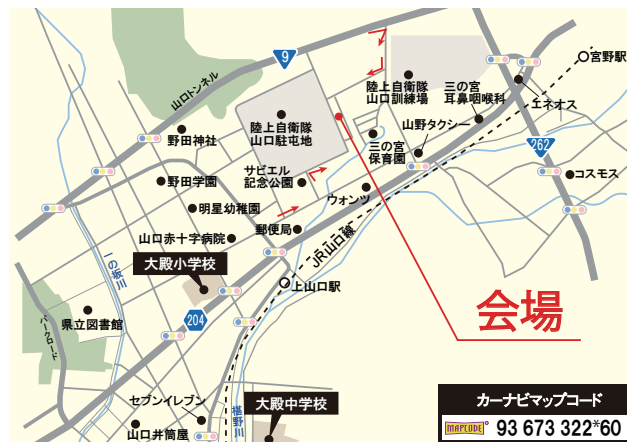 宮野駅
9
山口トンネル
陸上自衛隊
山口訓練場
三の宮
耳鼻咽喉科
エネオス
陸上自衛隊
山口駐屯地
山野タクシー
野田神社
三の宮
保育園
262
サビエル
記念公園
コスモス
野田学園
ウォンツ
明星幼稚園
郵便局
山口赤十字病院
JR山口線
一の坂川
大殿小学校
上山口駅
会場
県立図書館
204
パークロード
セブンイレブン
大殿中学校
椹野川
山口井筒屋
カーナビマップコード
MAPCODE 93 673 322*60